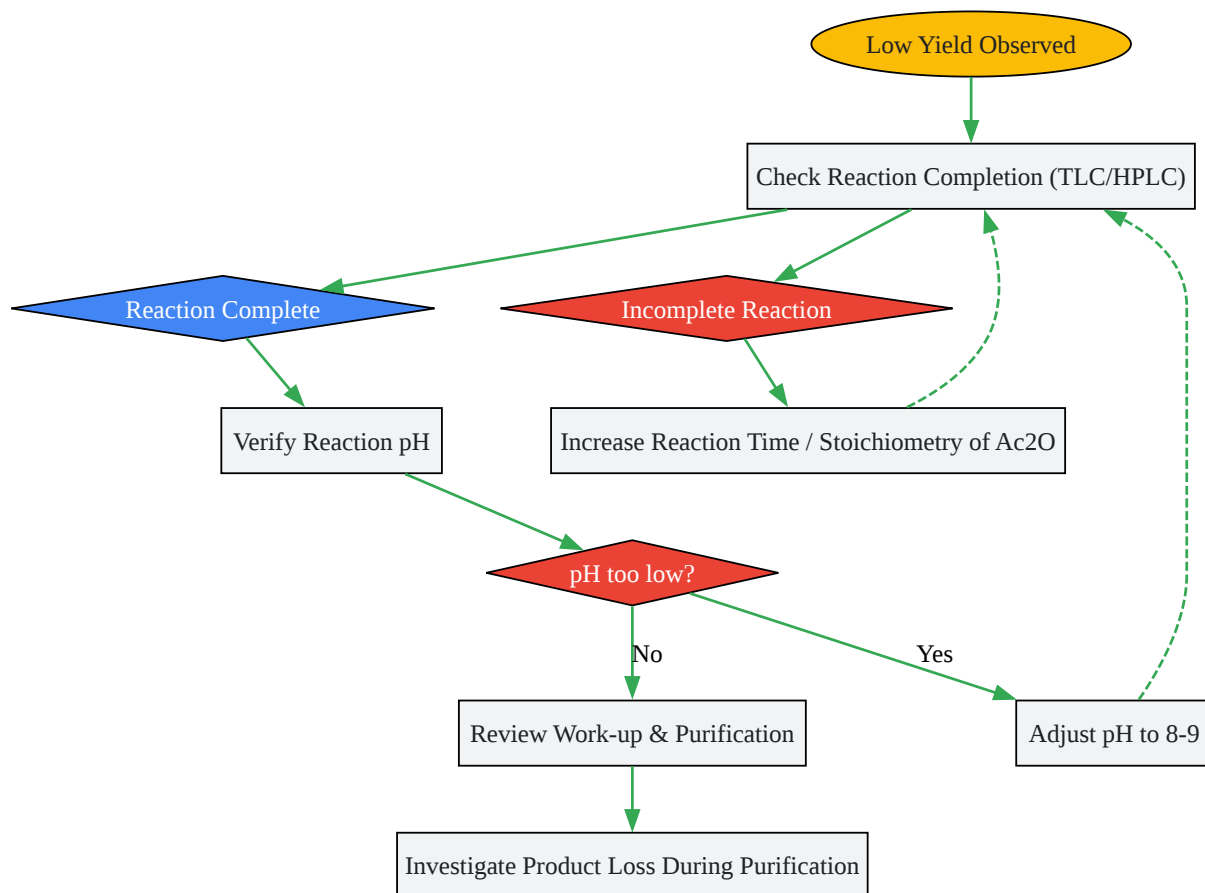 Low Yield Observed
Check Reaction Completion (TLC/HPLC)
Reaction Complete
Incomplete Reaction
Verify Reaction pH
Increase Reaction Time / Stoichiometry of Ac2O
pH too low?
No
Yes
Review Work-up & Purification
Adjust pH to 8-9
Investigate Product Loss During Purification